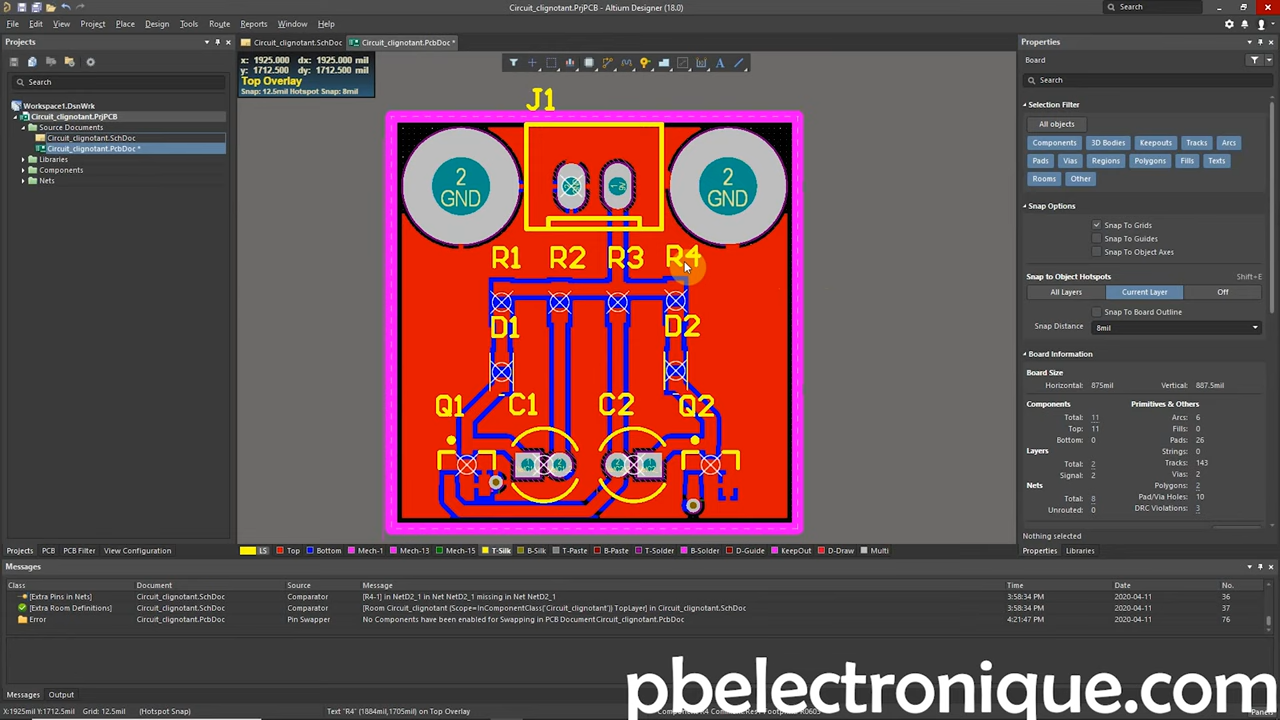 Circuit_clignotant.PrjPCB - Altium Designer (18.0)
Search
File Edit View Project Place Design Tools Route Reports Window Help
Projects
Circuit_clignotant.SchDoc
Circuit_clignotant.PcbDoc *
Properties
Board
x: 1925.000 dx: 1925.000 mil
y: 1712.500 dy: 1712.500 mil
Top Overlay
Snap: 12.5mil Hotspot Snap: 8mil
Search
Workspace1.DsnWrk
Circuit_clignotant.PrjPCB
Source Documents
Circuit_clignotant.SchDoc
Circuit_clignotant.PcbDoc *
Libraries
Components
Nets
J1
2
GND
2
GND
R1 R2 R3 R4
D1 D2
Q1 C1 C2 Q2
Search
Selection Filter
All objects
Components 3D Bodies Keepouts Tracks Arcs
Pads Vias Regions Polygons Fills Texts
Rooms Other
Snap Options
Snap To Grids
Snap To Guides
Snap To Object Axes
Snap to Object Hotspots Shift+E
All Layers Current Layer Off
Snap To Board Outline
Snap Distance 8mil
Board Information
Board Size
Horizontal: 875mil Vertical: 887.5mil
Components Primitives & Others
Total: 11 Arcs: 6
Top: 11 Fills: 0
Bottom: 0 Pads: 26
Layers Strings: 0
Total: 2 Tracks: 143
Signal: 2 Vias: 2
Nets Polygons: 2
Total: 8 Pad/Via Holes: 10
Unrouted: 0 DRC Violations: 3
Nothing selected
Projects PCB PCB Filter View Configuration
LS Top Bottom Mech-1 Mech-13 Mech-15 T-Silk B-Silk T-Paste B-Paste T-Solder B-Solder D-Guide KeepOut D-Draw Multi
Properties Libraries
Messages
Class Document Source Message Time Date No.
[Extra Pins in Nets] Circuit_clignotant.SchDoc Comparator [R4-1] in NetD2_1 in Net NetD2_1 missing in Net NetD2_1 3:58:34 PM 2020-04-11 36
[Extra Room Definitions] Circuit_clignotant.SchDoc Comparator [Room Circuit_clignotant (Scope=InComponentClass('Circuit_clignotant')) TopLayer] in Circuit_clignotant.SchDoc 3:58:34 PM 2020-04-11 37
Error Circuit_clignotant.PcbDoc Pin Swapper No Components have been enabled for Swapping in PCB Document Circuit_clignotant.PcbDoc 4:21:47 PM 2020-04-11 76
Messages Output
pbelectronique.com
X:1925mil Y:1712.5mil Grid: 12.5mil (Hotspot Snap) Text "R4" (1884mil,1705mil) on Top Overlay
Panels